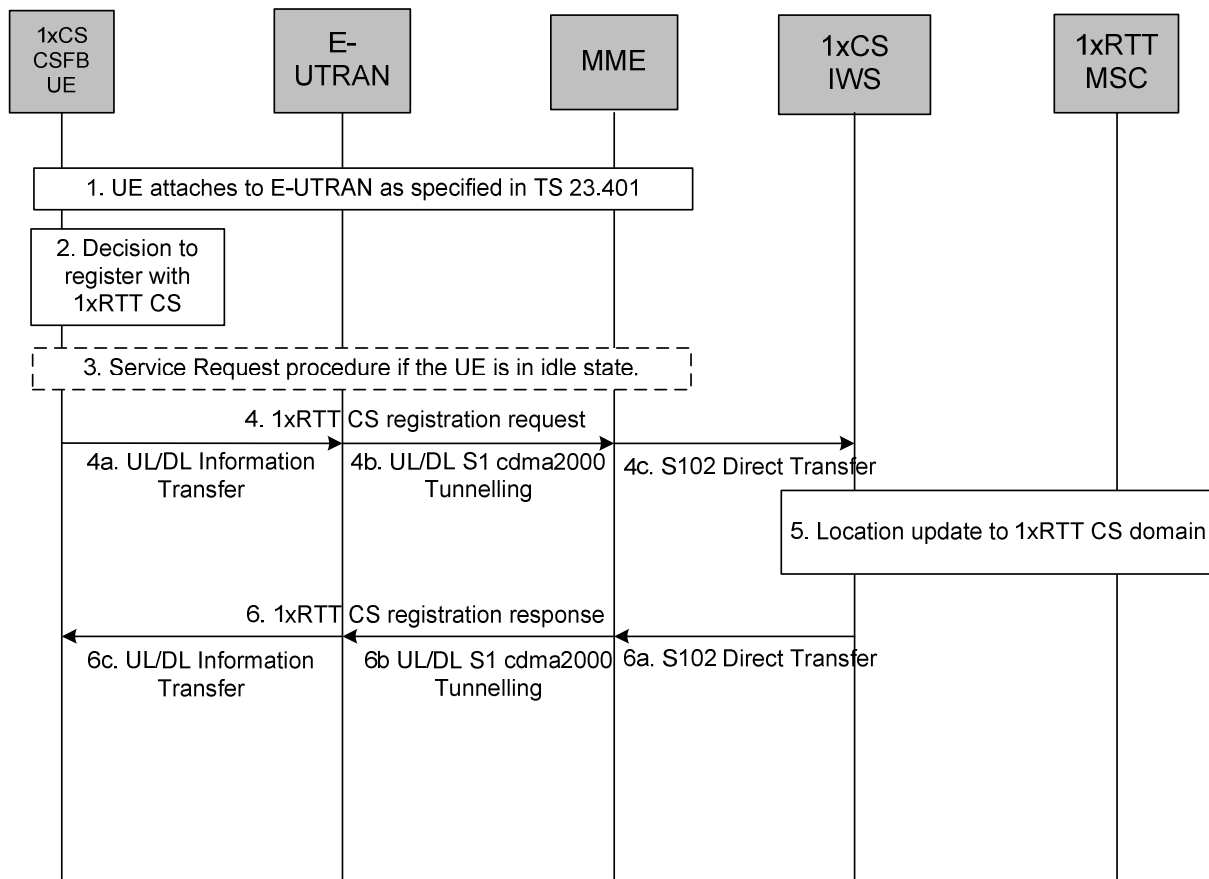 1xCS
CSFB
UE
E-
UTRAN
MME
1xCS
IWS
1xRTT
MSC
1. UE attaches to E-UTRAN as specified in TS 23.401
2. Decision to
register with
1xRTT CS
3. Service Request procedure if the UE is in idle state.
4. 1xRTT CS registration request
4a. UL/DL Information
Transfer
4b. UL/DL S1 cdma2000
Tunnelling
4c. S102 Direct Transfer
5. Location update to 1xRTT CS domain
6. 1xRTT CS registration response
6c. UL/DL Information
Transfer
6b UL/DL S1 cdma2000
Tunnelling
6a. S102 Direct Transfer